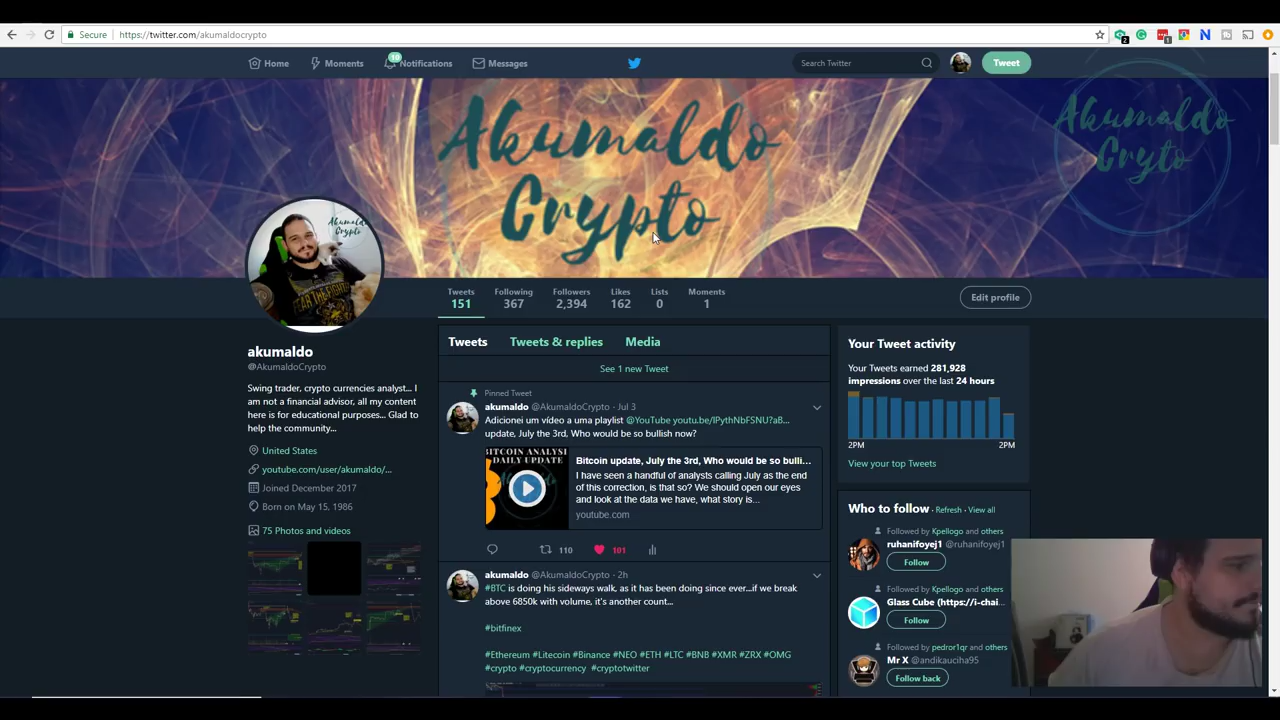 Secure
https://twitter.com/akumaldocrypto
2
1
Home
Moments
10
Notifications
Messages
Search Twitter
Tweet
Akumaldo
Crypto
Akumaldo
Cryto
Akumaldo
Crypto
Tweets
151
Following
367
Followers
2,394
Likes
162
Lists
0
Moments
1
Edit profile
akumaldo
@AkumaldoCrypto
Swing trader, crypto currencies analyst... I
am not a financial advisor, all my content
here is for educational purposes... Glad to
help the community...
United States
youtube.com/user/akumaldo/...
Joined December 2017
Born on May 15, 1986
75 Photos and videos
Tweets
Tweets & replies
Media
See 1 new Tweet
Pinned Tweet
akumaldo @AkumaldoCrypto · Jul 3
Adicionei um vídeo a uma playlist @YouTube youtu.be/lPythNbFSNU?aB...
update, July the 3rd, Who would be so bullish now?
BITCOIN ANALYSI
DAILY UPDATE
Bitcoin update, July the 3rd, Who would be so bulli...
I have seen a handful of analysts calling July as the end
of this correction, is that so? We should open our eyes
and look at the data we have, what story is...
youtube.com
110
101
akumaldo @AkumaldoCrypto · 2h
#BTC is doing his sideways walk, as it has been doing since ever...if we break
above 6850k with volume, it's another count...
#bitfinex
#Ethereum #Litecoin #Binance #NEO #ETH #LTC #BNB #XMR #ZRX #OMG
#crypto #cryptocurrency #cryptotwitter
Your Tweet activity
Your Tweets earned 281,928
impressions over the last 24 hours
2PM
2PM
View your top Tweets
Who to follow · Refresh · View all
Followed by Kpellogo and others
ruhanifoyej1 @ruhanifoyej1
Follow
Followed by Kpellogo and others
Glass Cube (https://i-chai...
Follow
Followed by pedror1qr and others
Mr X @andikauciha95
Follow back